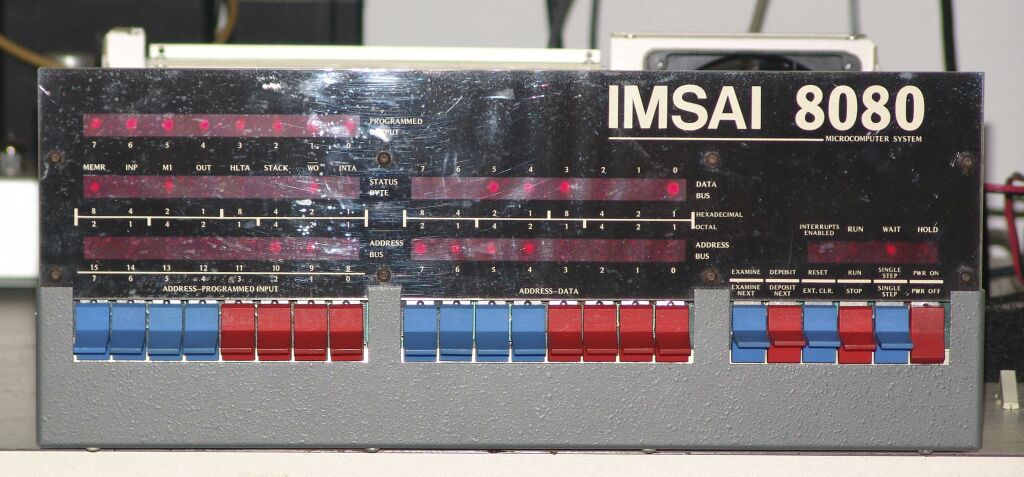 IMSAI 8080
MICROCOMPUTER SYSTEM
PROGRAMMED
OUTPUT
7 6 5 4 3 2 1 0
MEMR INP M1 OUT HLTA STACK WO INTA
STATUS
BYTE
7 6 5 4 3 2 1 0
DATA
BUS
8 4 2 1 8 4 2 1
2 1 4 2 1 4 2 1
8 4 2 1 8 4 2 1
2 1 4 2 1 4 2 1
HEXADECIMAL
OCTAL
ADDRESS
BUS
ADDRESS
BUS
INTERRUPTS
ENABLED
RUN WAIT HOLD
15 14 13 12 11 10 9 8
7 6 5 4 3 2 1 0
7 6 5 4 3 2 1 0
ADDRESS—PROGRAMMED INPUT
ADDRESS—DATA
EXAMINE DEPOSIT RESET RUN SINGLE STEP PWR ON
EXAMINE NEXT DEPOSIT NEXT EXT. CLR. STOP SINGLE STEP PWR OFF